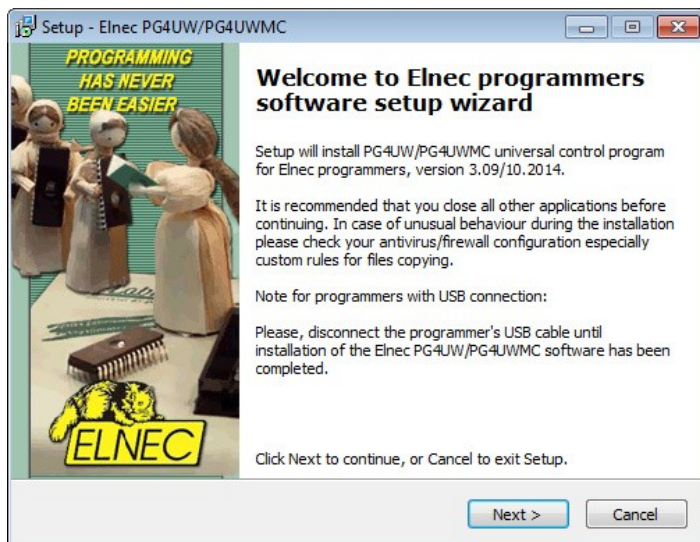 Setup - Elnec PG4UW/PG4UWMC
PROGRAMMING
HAS NEVER
BEEN EASIER
Welcome to Elnec programmers
software setup wizard
Setup will install PG4UW/PG4UWMC universal control program
for Elnec programmers, version 3.09/10.2014.
It is recommended that you close all other applications before
continuing. In case of unusual behaviour during the installation
please check your antivirus/firewall configuration especially
custom rules for files copying.
Note for programmers with USB connection:
Please, disconnect the programmer's USB cable until
installation of the Elnec PG4UW/PG4UWMC software has been
completed.
ELNEC
Click Next to continue, or Cancel to exit Setup.
Next >
Cancel